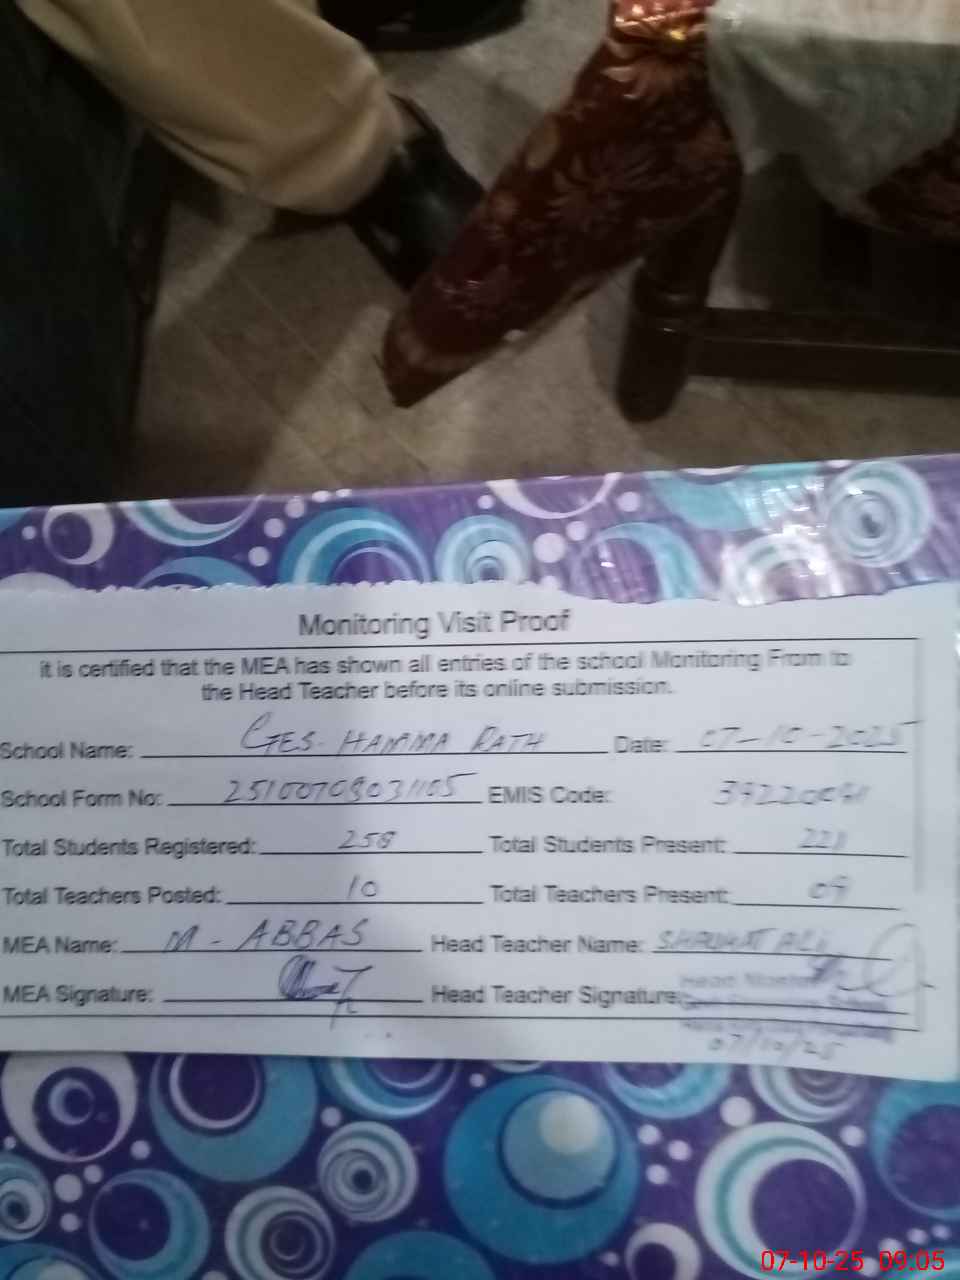 Monitoring Visit Proof
it is certified that the MEA has shown all entries of the school Monitoring From to
the Head Teacher before its online submission.
School Name: GES- HAMMA RATH Date: 07-10-2025
School Form No: EMIS Code:
Total Students Registered: 258 Total Students Present: 221
Total Teachers Posted: 10 Total Teachers Present: 09
MEA Name: M - ABBAS Head Teacher Name: SHAUKAT ALI
MEA Signature: Head Teacher Signature:
Head
07/10/25
07-10-25 09:05